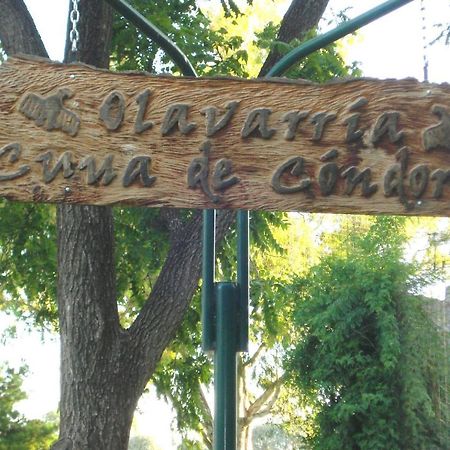 Olavarría
Cuna de Cóndor